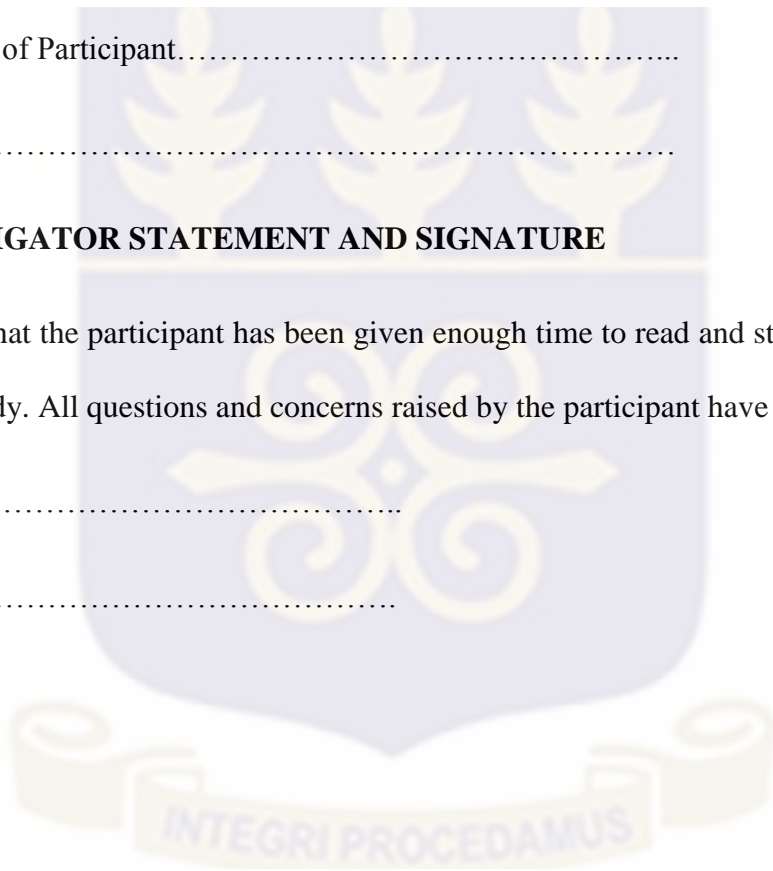 of Participant…………………………………………...
……………………………………………………………
IGATOR STATEMENT AND SIGNATURE
hat the participant has been given enough time to read and st
dy. All questions and concerns raised by the participant have
…………………………………..
………………………………….
INTEGRI PROCEDAMUS